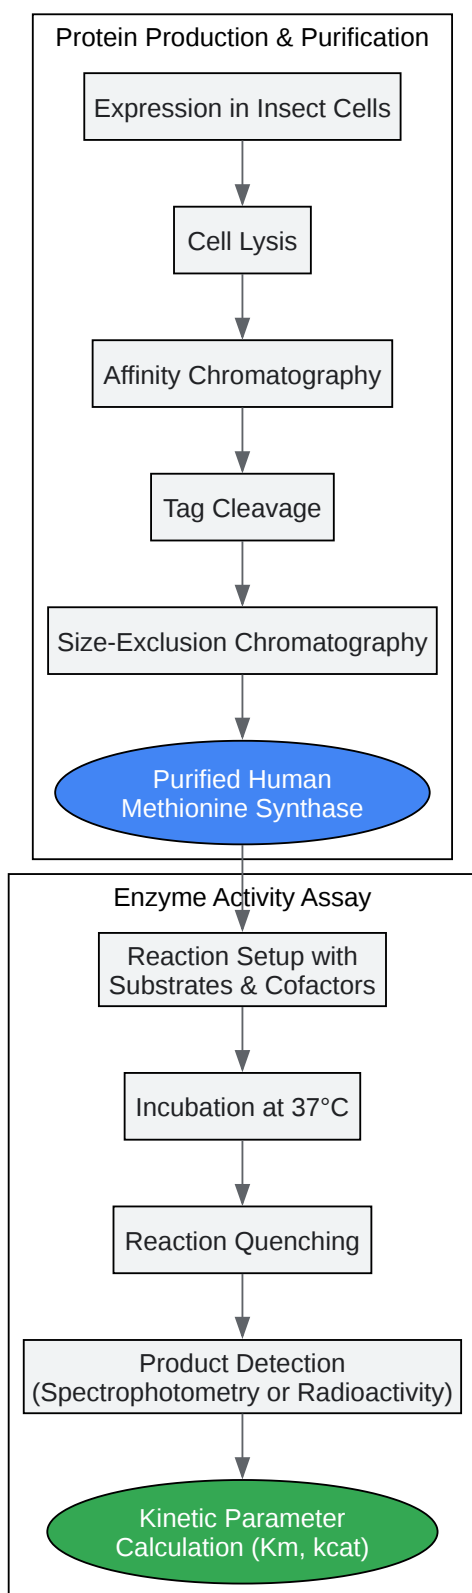 Protein Production & Purification
Expression in Insect Cells
Cell Lysis
Affinity Chromatography
Tag Cleavage
Size-Exclusion Chromatography
Purified Human
Methionine Synthase
Enzyme Activity Assay
Reaction Setup with
Substrates & Cofactors
Incubation at 37°C
Reaction Quenching
Product Detection
(Spectrophotometry or Radioactivity)
Kinetic Parameter
Calculation (Km, kcat)